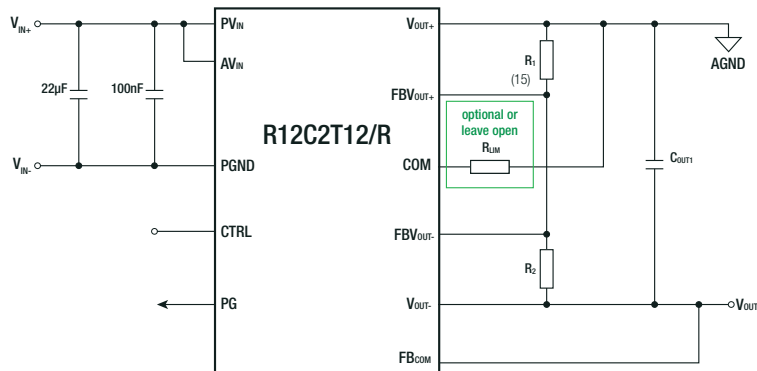 VIN+
PVIN
VOUT+
AVIN
R1
(15)
AGND
22µF
100nF
FBVOUT+
optional or
leave open
R12C2T12/R
RLIM
VIN-
PGND
COM
COUT1
CTRL
FBVOUT-
R2
PG
VOUT-
VOUT
FBCOM